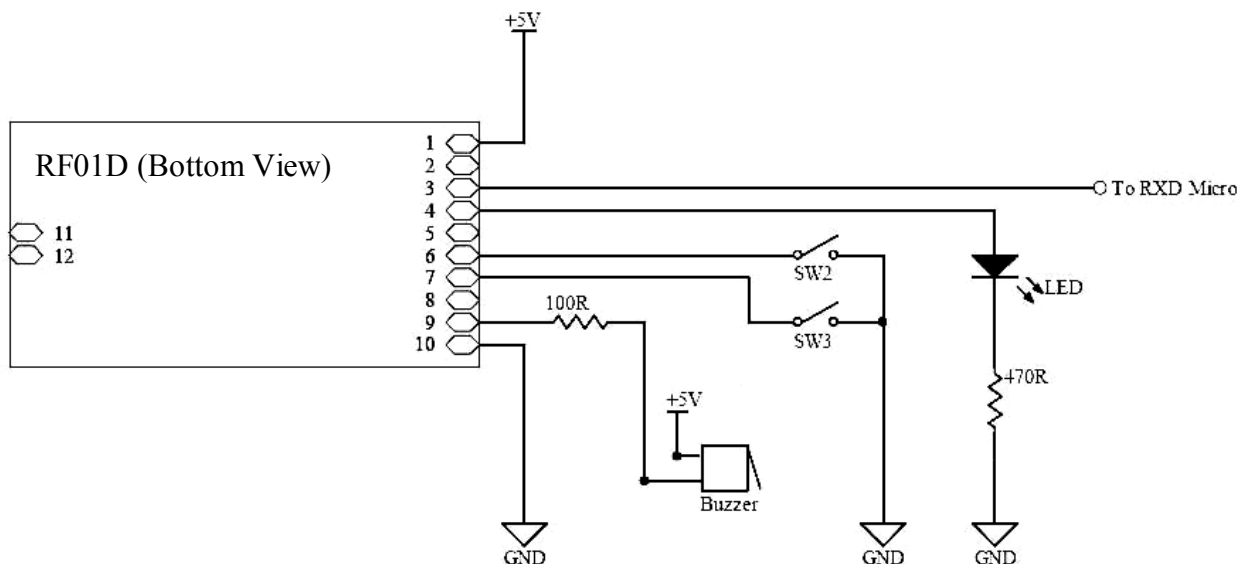 +5V
RF01D (Bottom View)
1
2
3
To RXD Micro
4
11
5
12
6
SW2
7
LED
8
100R
9
SW3
10
470R
+5V
Buzzer
GND
GND
GND